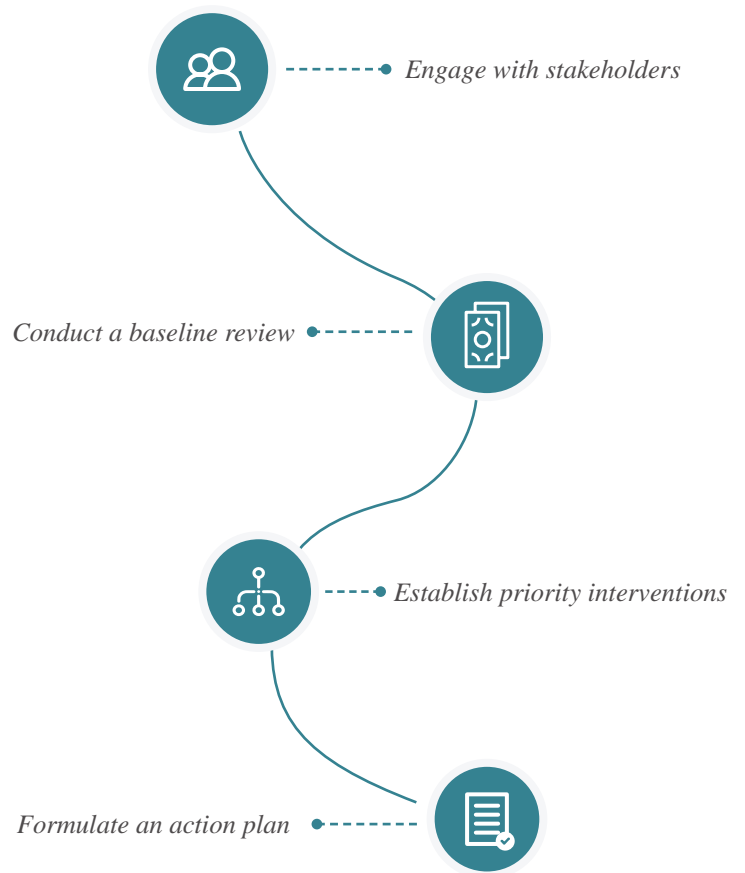 Engage with stakeholders
Conduct a baseline review
Establish priority interventions
Formulate an action plan